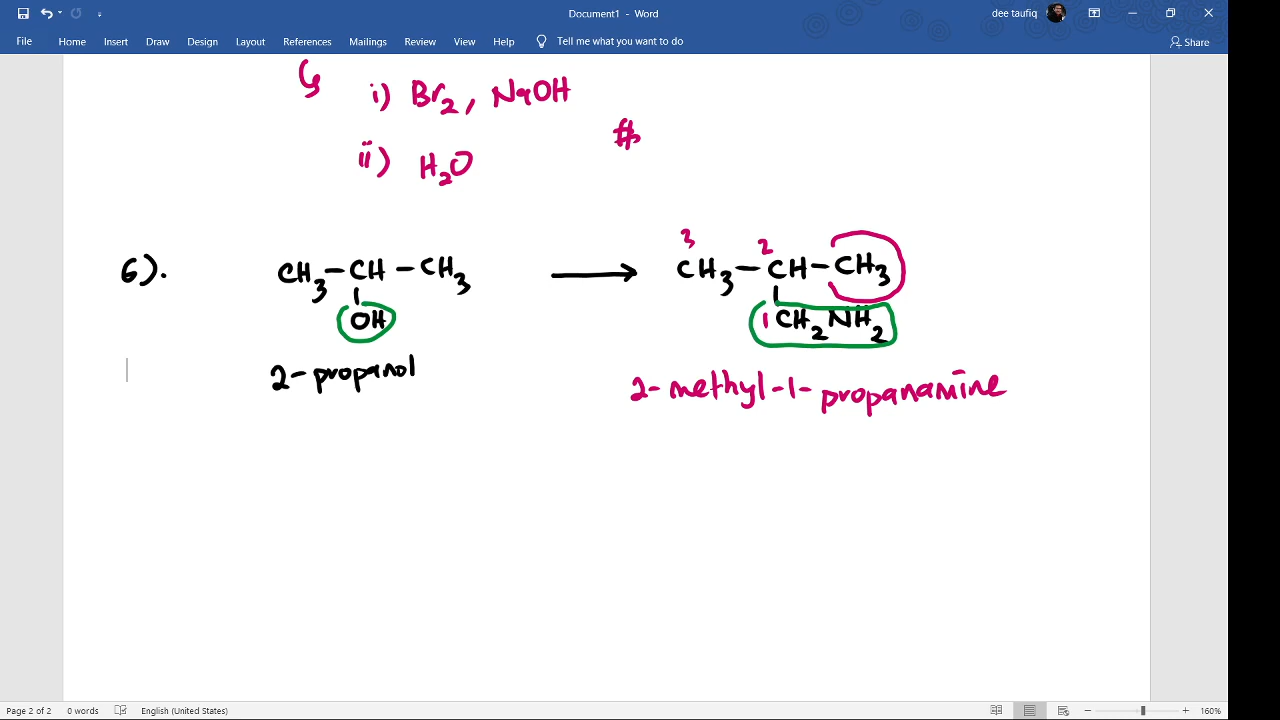 Document1 - Word
dee taufiq
File Home Insert Draw Design Layout References Mailings Review View Help Tell me what you want to do Share
i) Br2, NaOH
#
ii) H2O
3 2
6). CH3-CH-CH3 → CH3-CH-CH3
OH 1 CH2NH2
2-propanol
2-methyl-1-propanamine
Page 2 of 2 0 words English (United States) 160%